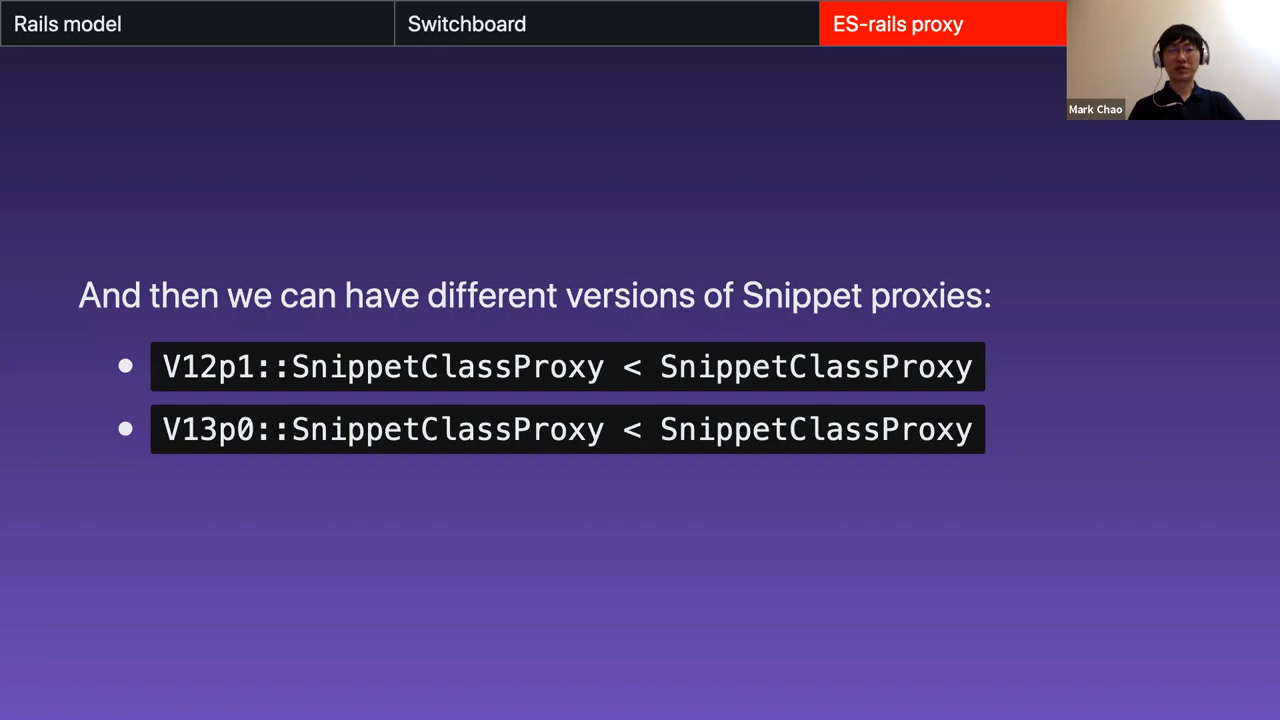 Rails model
Switchboard
ES-rails proxy
Mark Chao
And then we can have different versions of Snippet proxies:
V12p1::SnippetClassProxy < SnippetClassProxy
V13p0::SnippetClassProxy < SnippetClassProxy